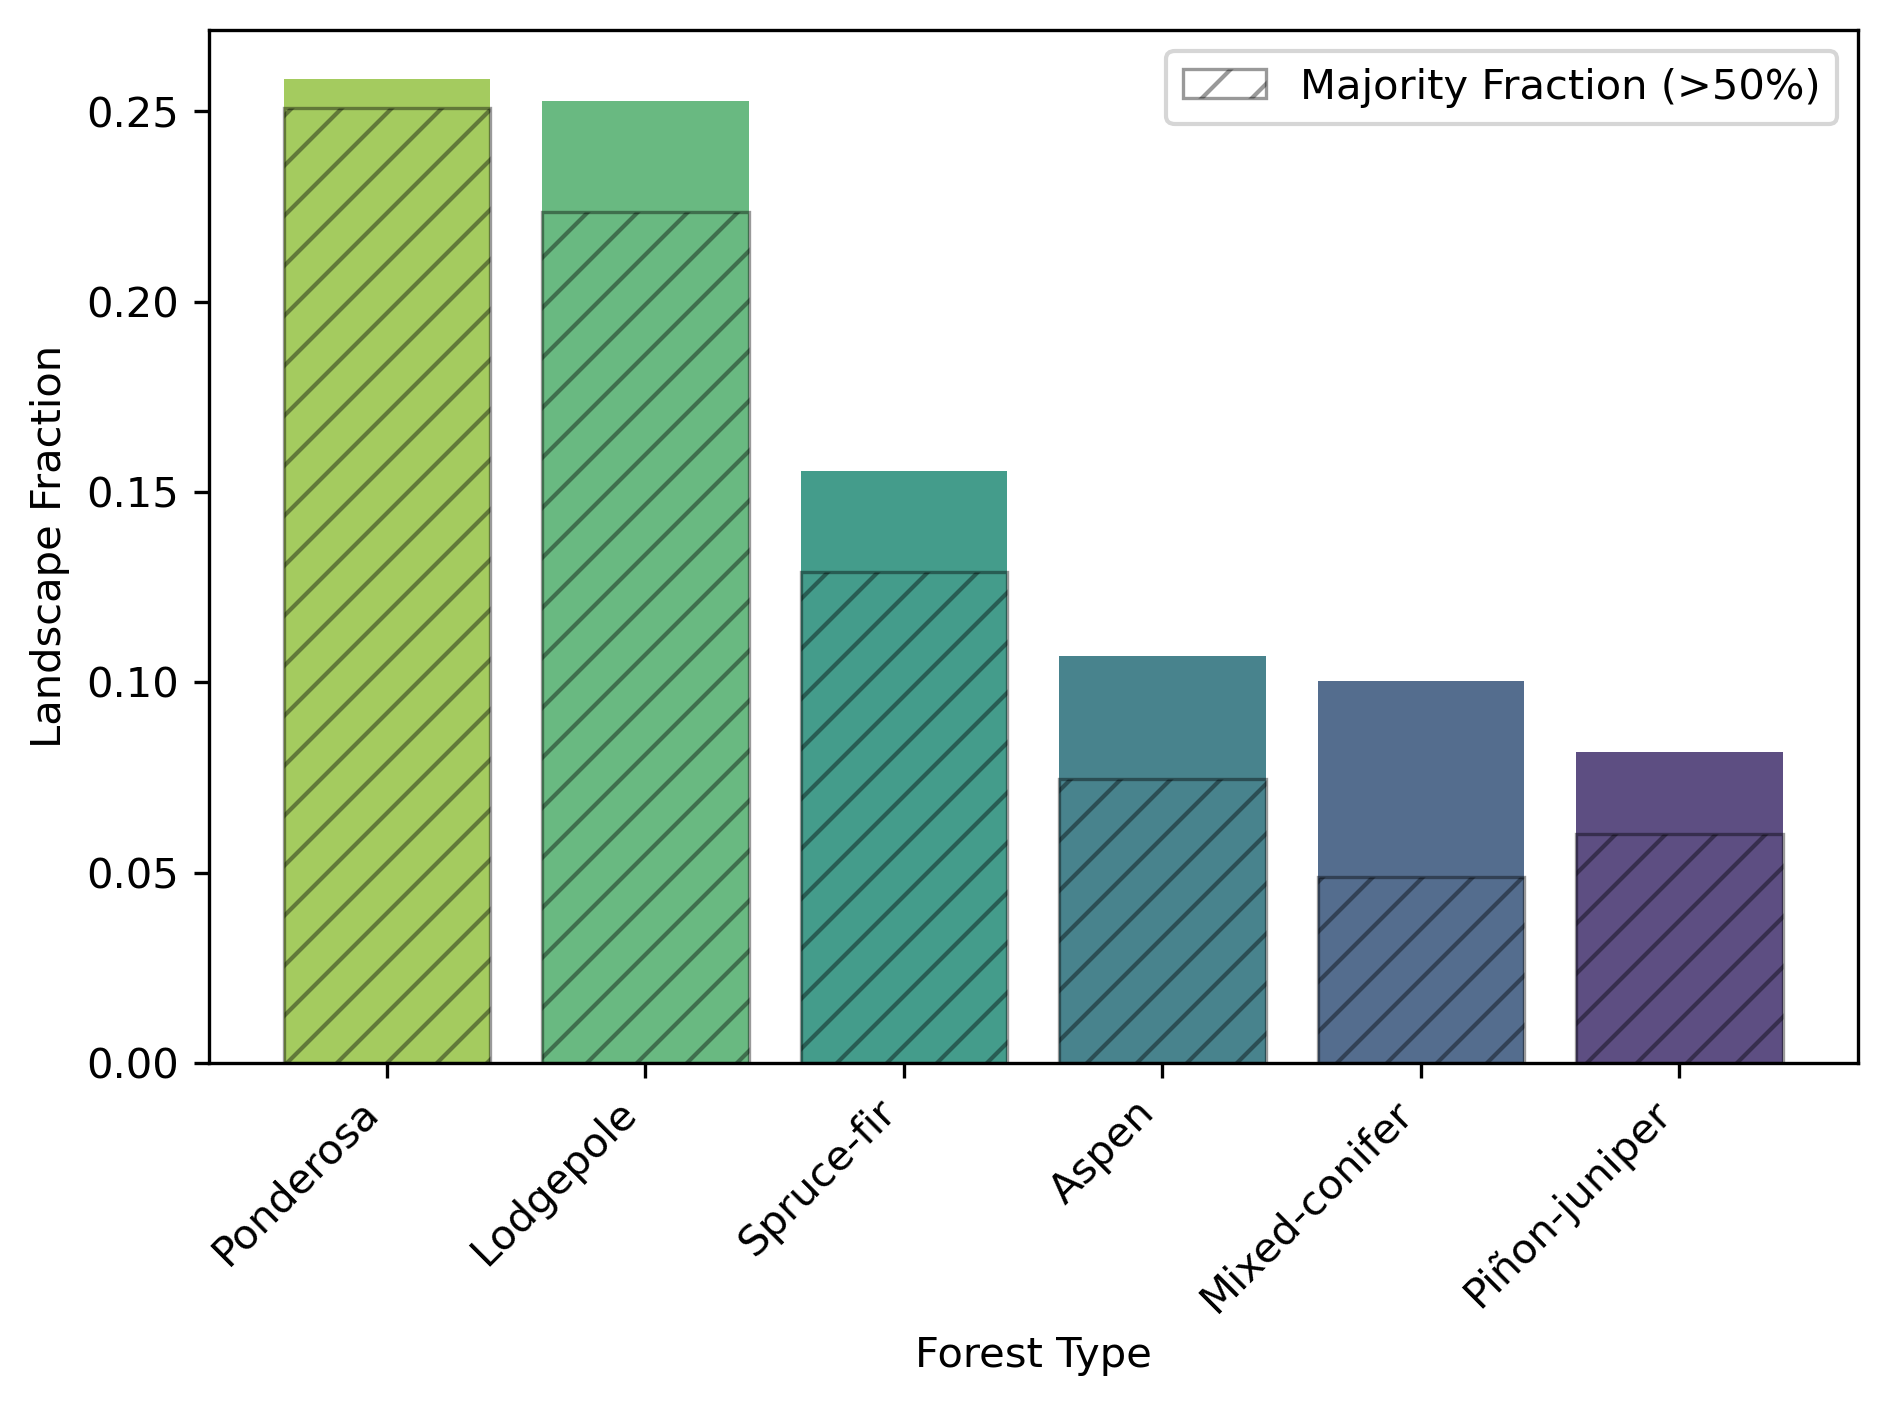 Majority Fraction (>50%)
0.25
0.20
0.15
0.10
0.05
0.00
Landscape Fraction
Ponderosa
Lodgepole
Spruce-fir
Aspen
Mixed-conifer
Piñon-juniper
Forest Type